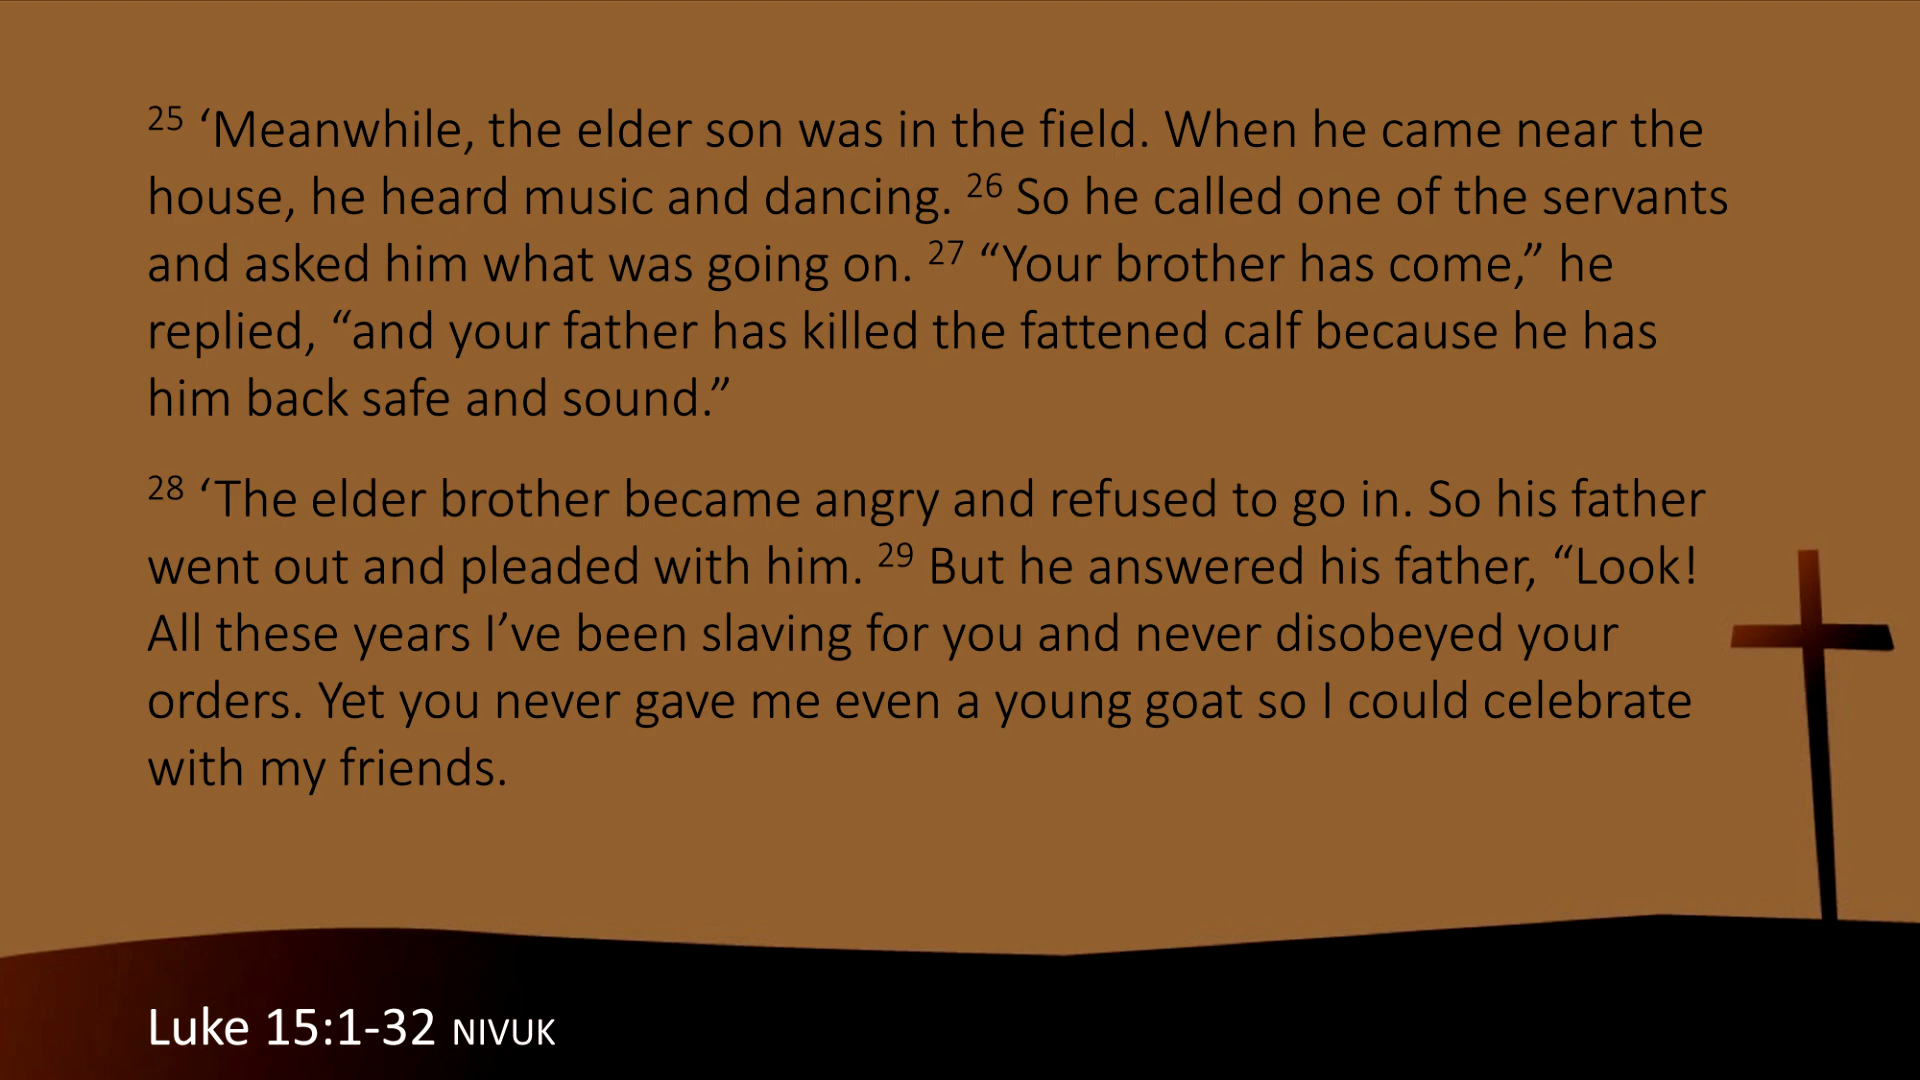 25 ‘Meanwhile, the elder son was in the field. When he came near the
house, he heard music and dancing. 26 So he called one of the servants
and asked him what was going on. 27 “Your brother has come,” he
replied, “and your father has killed the fattened calf because he has
him back safe and sound.”
28 ‘The elder brother became angry and refused to go in. So his father
went out and pleaded with him. 29 But he answered his father, “Look!
All these years I’ve been slaving for you and never disobeyed your
orders. Yet you never gave me even a young goat so I could celebrate
with my friends.
Luke 15:1-32 NIVUK